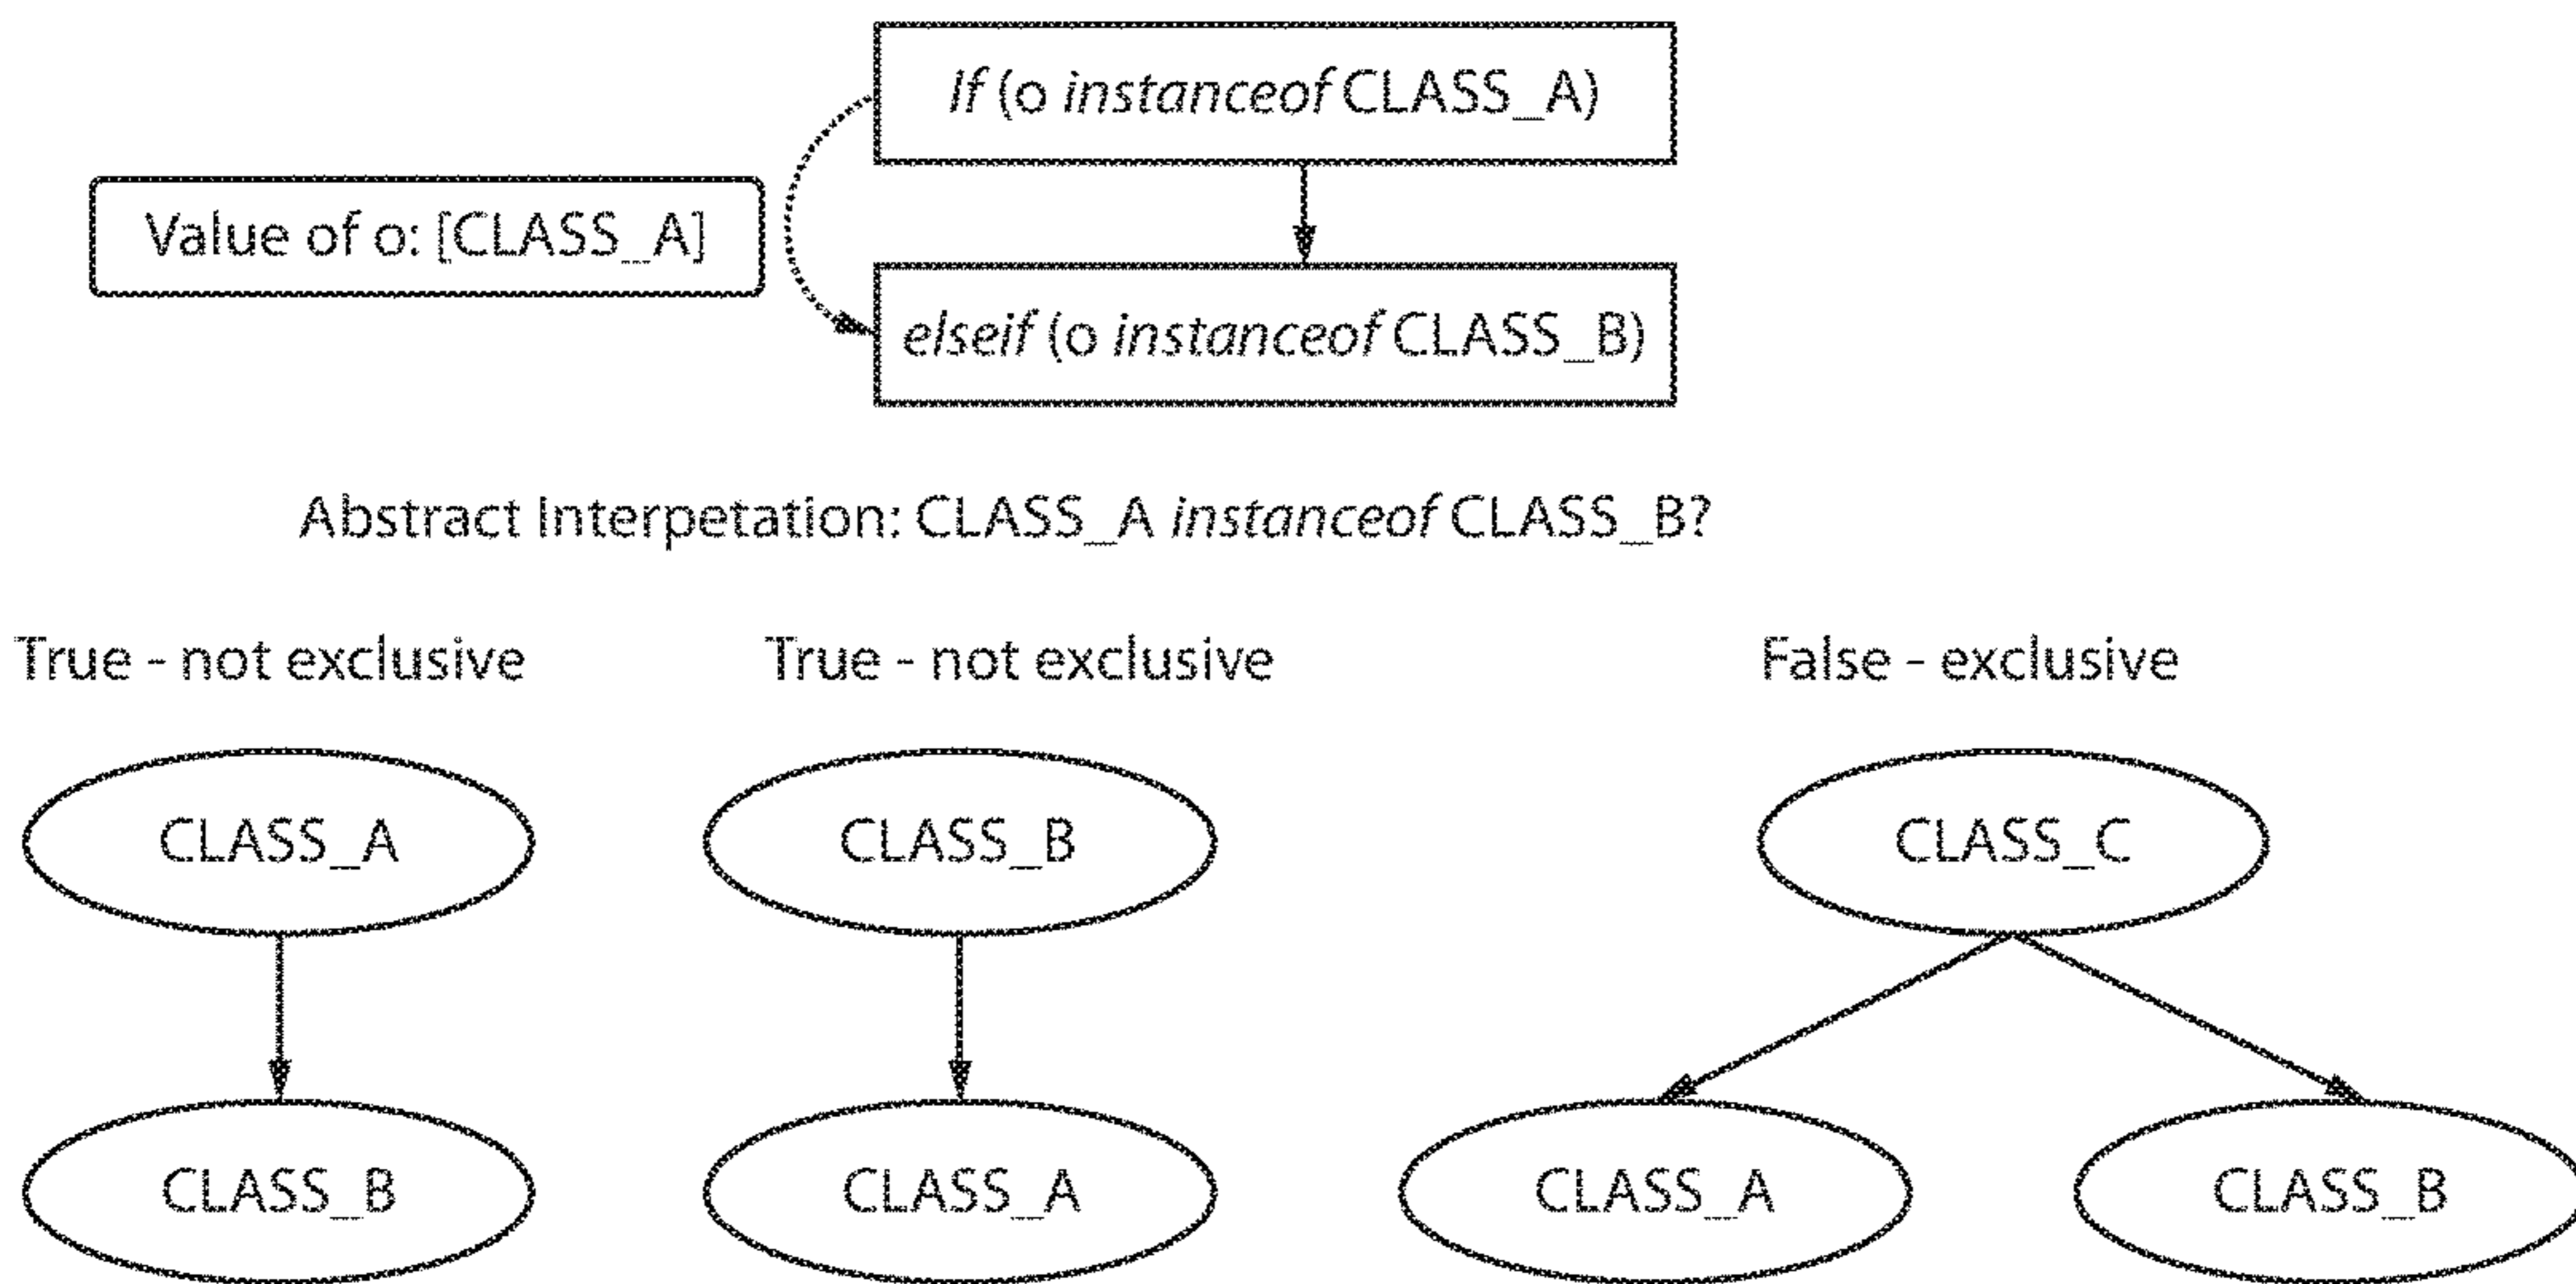 If (o instanceof CLASS_A)
Value of o: [CLASS_A]
elseif (o instanceof CLASS_B)
Abstract Interpetation: CLASS_A instanceof CLASS_B?
True - not exclusive
True - not exclusive
False - exclusive
CLASS_A
CLASS_B
CLASS_C
CLASS_B
CLASS_A
CLASS_A
CLASS_B